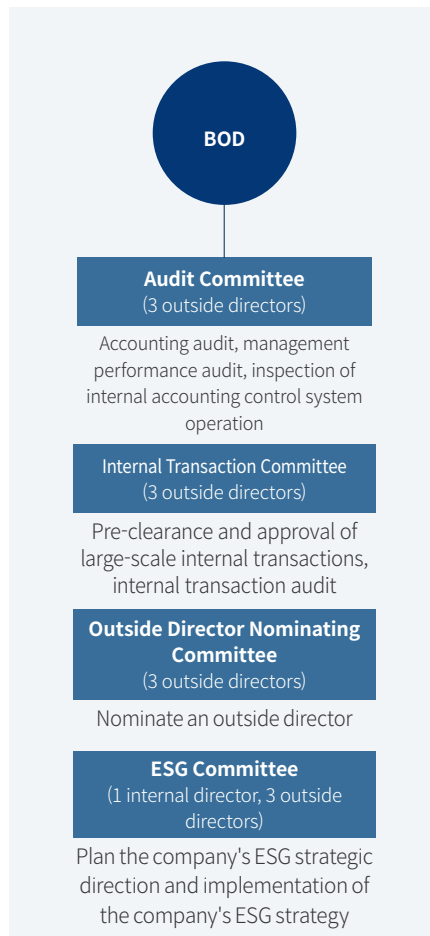 BOD
Audit Committee
(3 outside directors)
Accounting audit, management
performance audit, inspection of
internal accounting control system
operation
Internal Transaction Committee
(3 outside directors)
Pre-clearance and approval of
large-scale internal transactions,
internal transaction audit
Outside Director Nominating
Committee
(3 outside directors)
Nominate an outside director
ESG Committee
(1 internal director, 3 outside
directors)
Plan the company's ESG strategic
direction and implementation of
the company's ESG strategy